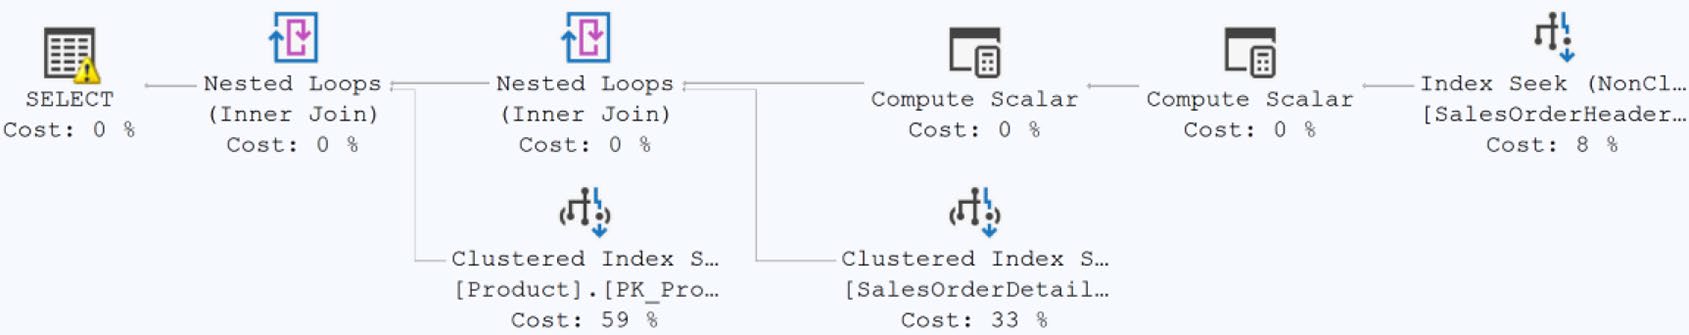 SELECT
Cost: 0 %
Nested Loops
(Inner Join)
Cost: 0 %
Nested Loops
(Inner Join)
Cost: 0 %
Compute Scalar
Cost: 0 %
Compute Scalar
Cost: 0 %
Index Seek (NonCl…
[SalesOrderHeader…
Cost: 8 %
Clustered Index S…
[Product].[PK_Pro…
Cost: 59 %
Clustered Index S…
[SalesOrderDetail…
Cost: 33 %